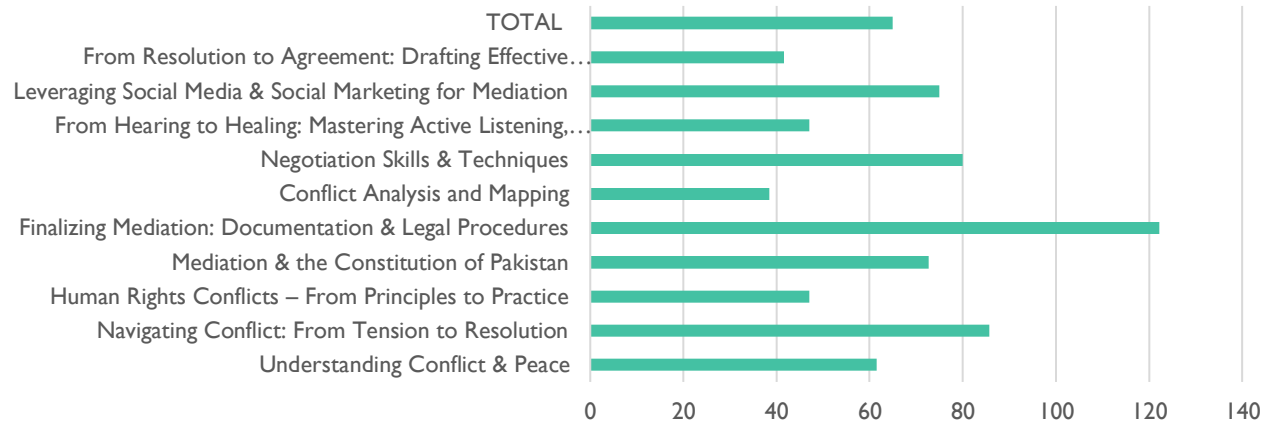 TOTAL
From Resolution to Agreement: Drafting Effective…
Leveraging Social Media & Social Marketing for Mediation
From Hearing to Healing: Mastering Active Listening,…
Negotiation Skills & Techniques
Conflict Analysis and Mapping
Finalizing Mediation: Documentation & Legal Procedures
Mediation & the Constitution of Pakistan
Human Rights Conflicts – From Principles to Practice
Navigating Conflict: From Tension to Resolution
Understanding Conflict & Peace
0 20 40 60 80 100 120 140